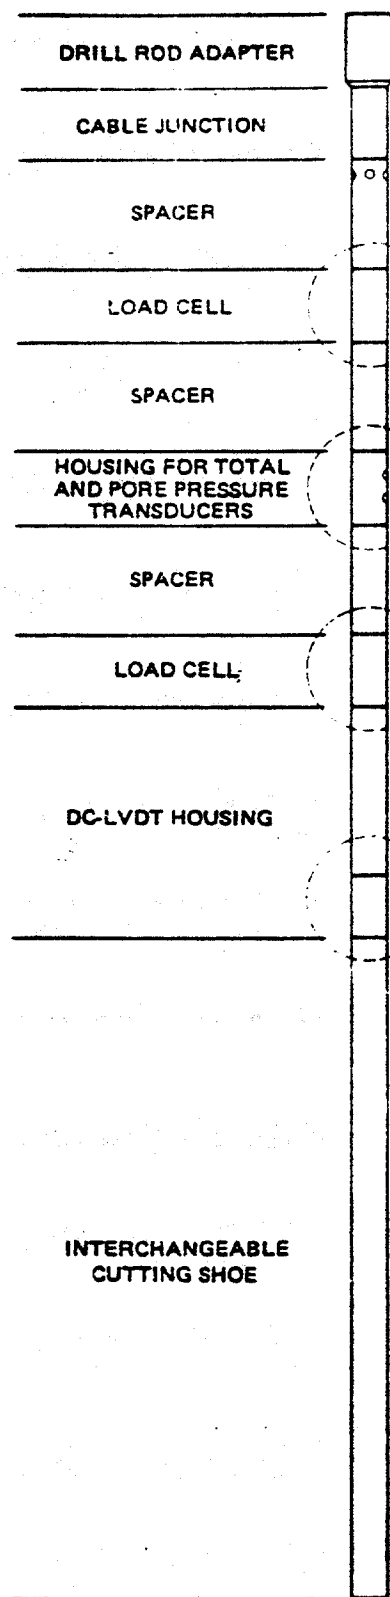 DRILL ROD ADAPTER
CABLE JUNCTION
SPACER
LOAD CELL
SPACER
HOUSING FOR TOTAL
AND PORE PRESSURE
TRANSDUCERS
SPACER
LOAD CELL
DC-LVDT HOUSING
INTERCHANGEABLE
CUTTING SHOE